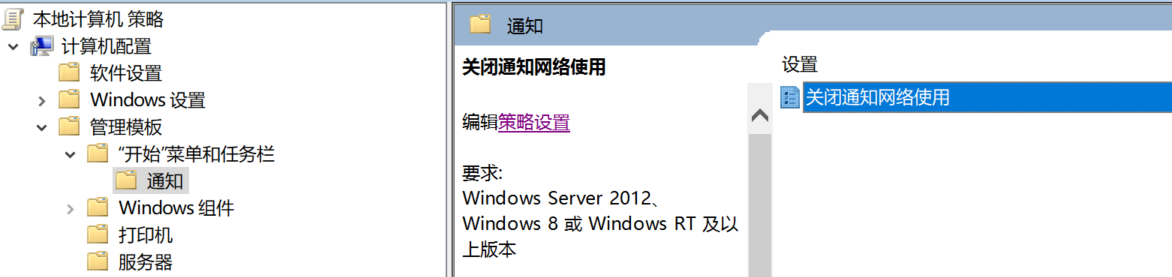 本地计算机 策略
计算机配置
软件设置
Windows 设置
管理模板
“开始”菜单和任务栏
通知
Windows 组件
打印机
服务器
通知
关闭通知网络使用
编辑策略设置
要求:
Windows Server 2012、
Windows 8 或 Windows RT 及以
上版本
设置
关闭通知网络使用